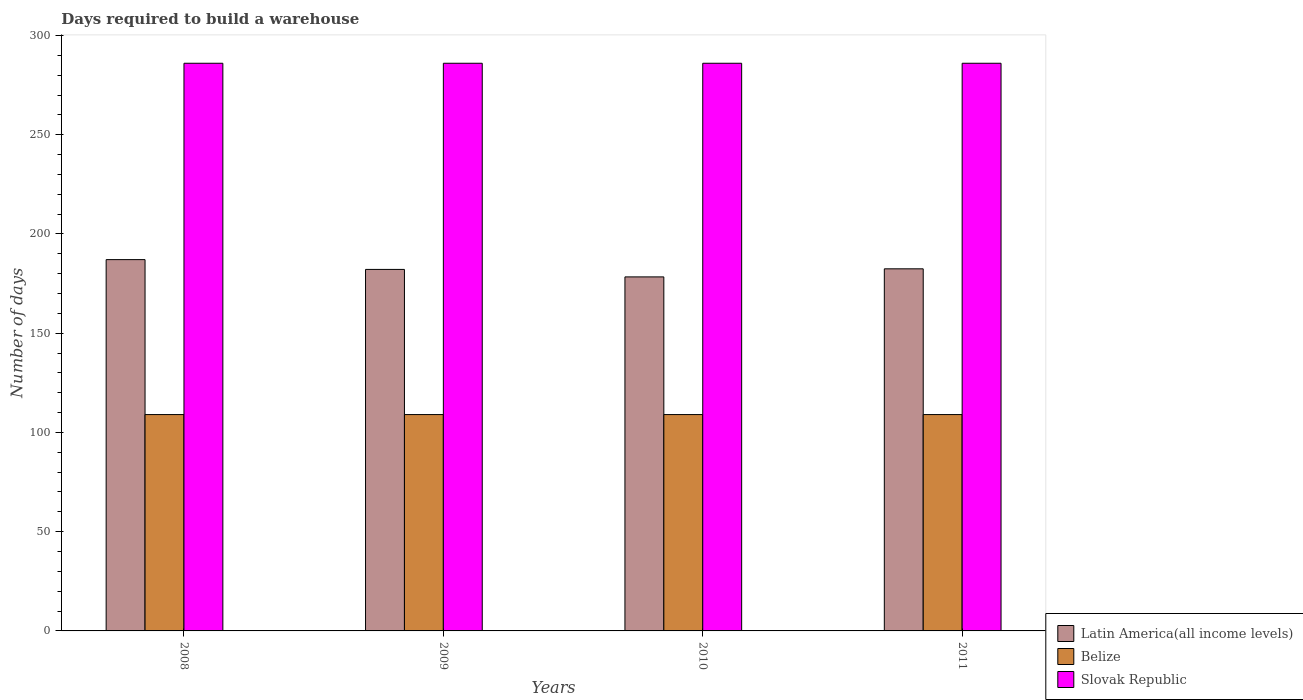 Days required to build a warehouse
300
250
200
150
100
50
0
Number of days
2008
2009
2010
2011
Years
Latin America(all income levels)
Belize
Slovak Republic